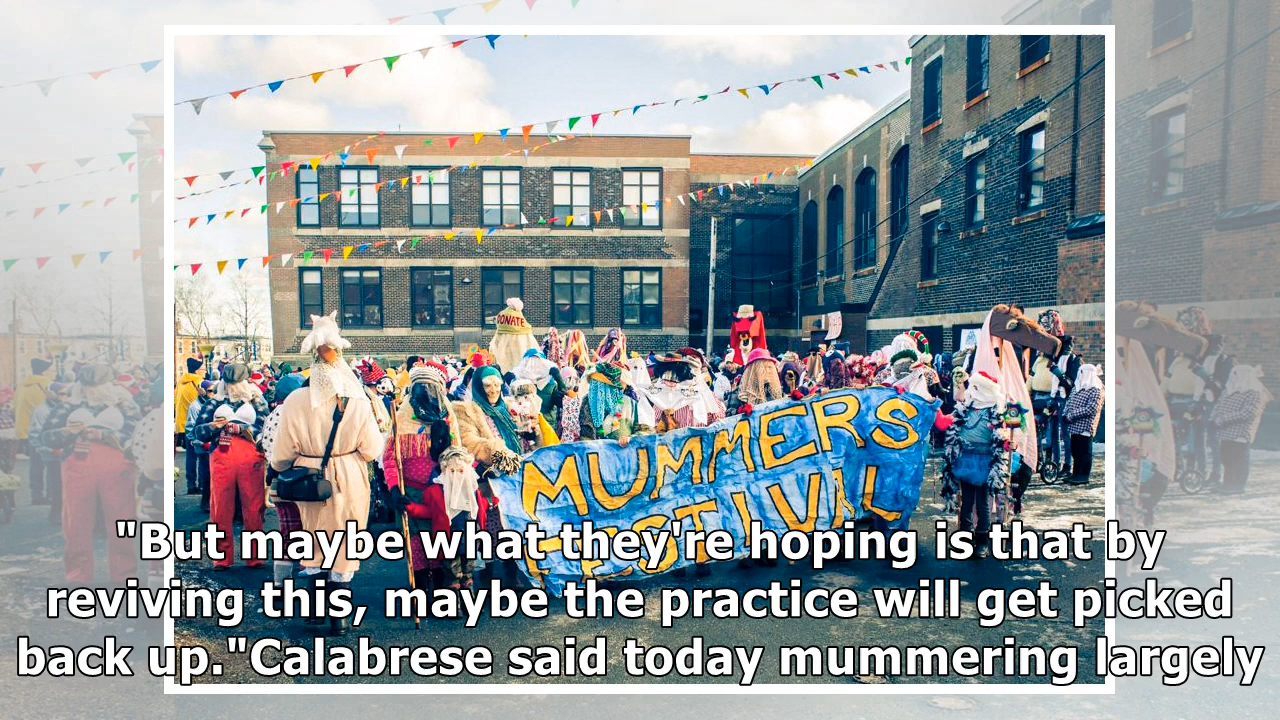 DONATE
MUMMERS
FESTIVAL
"But maybe what they're hoping is that by
reviving this, maybe the practice will get picked
back up."Calabrese said today mummering largely